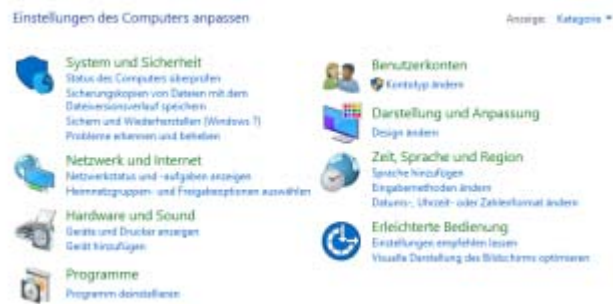 Einstellungen des Computers anpassen
Anzeige: Kategorie
System und Sicherheit
Status des Computers überprüfen
Sicherungskopien von Dateien mit dem
Dateiversionsverlauf speichern
Sichern und Wiederherstellen (Windows 7)
Probleme erkennen und beheben
Netzwerk und Internet
Netzwerkstatus und -aufgaben anzeigen
Heimnetzgruppen- und Freigabeoptionen auswählen
Hardware und Sound
Geräte und Drucker anzeigen
Gerät hinzufügen
Programme
Programm deinstallieren
Benutzerkonten
Kontotyp ändern
Darstellung und Anpassung
Design ändern
Zeit, Sprache und Region
Sprache hinzufügen
Eingabemethoden ändern
Datums-, Uhrzeit- oder Zahlenformat ändern
Erleichterte Bedienung
Einstellungen empfehlen lassen
Visuelle Darstellung des Bildschirms optimieren